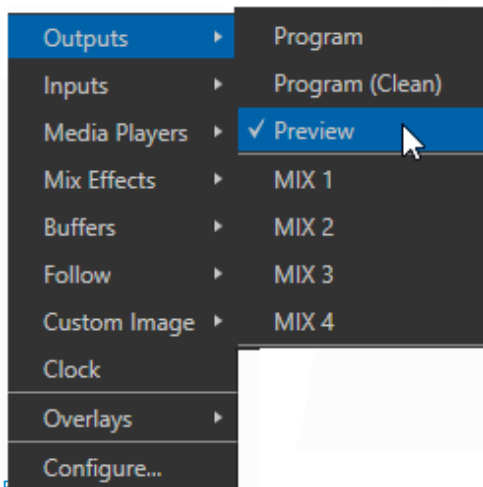 Outputs
Inputs
Media Players
Mix Effects
Buffers
Follow
Custom Image
Clock
Overlays
Configure...
Program
Program (Clean)
✓ Preview
MIX 1
MIX 2
MIX 3
MIX 4